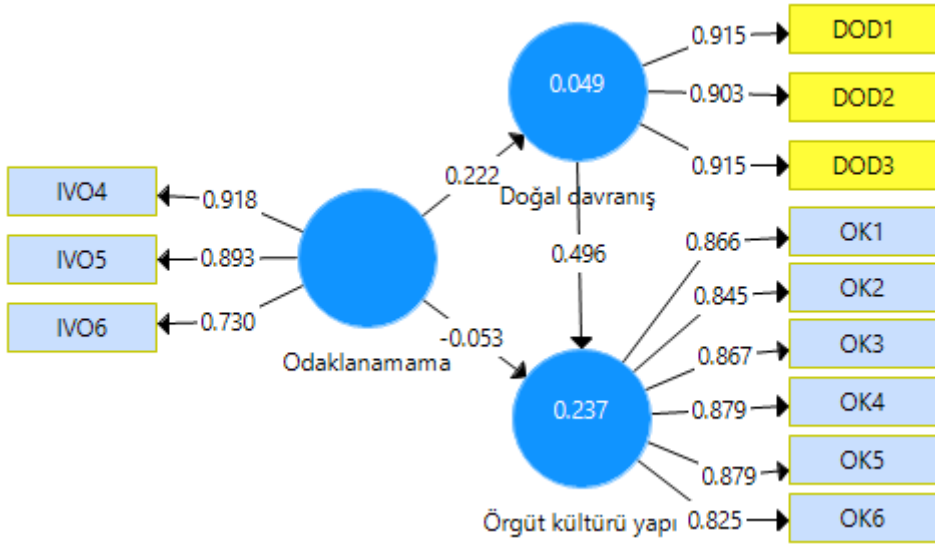 DOD1
0.915
0.049
DOD2
0.903
DOD3
0.915
0.222
IVO4
0.918
Doğal davranış
OK1
0.866
IVO5
0.893
0.496
OK2
0.845
IVO6
0.730
-0.053
OK3
0.867
Odaklanamama
0.237
OK4
0.879
OK5
0.879
Örgüt kültürü yapı
0.825
OK6